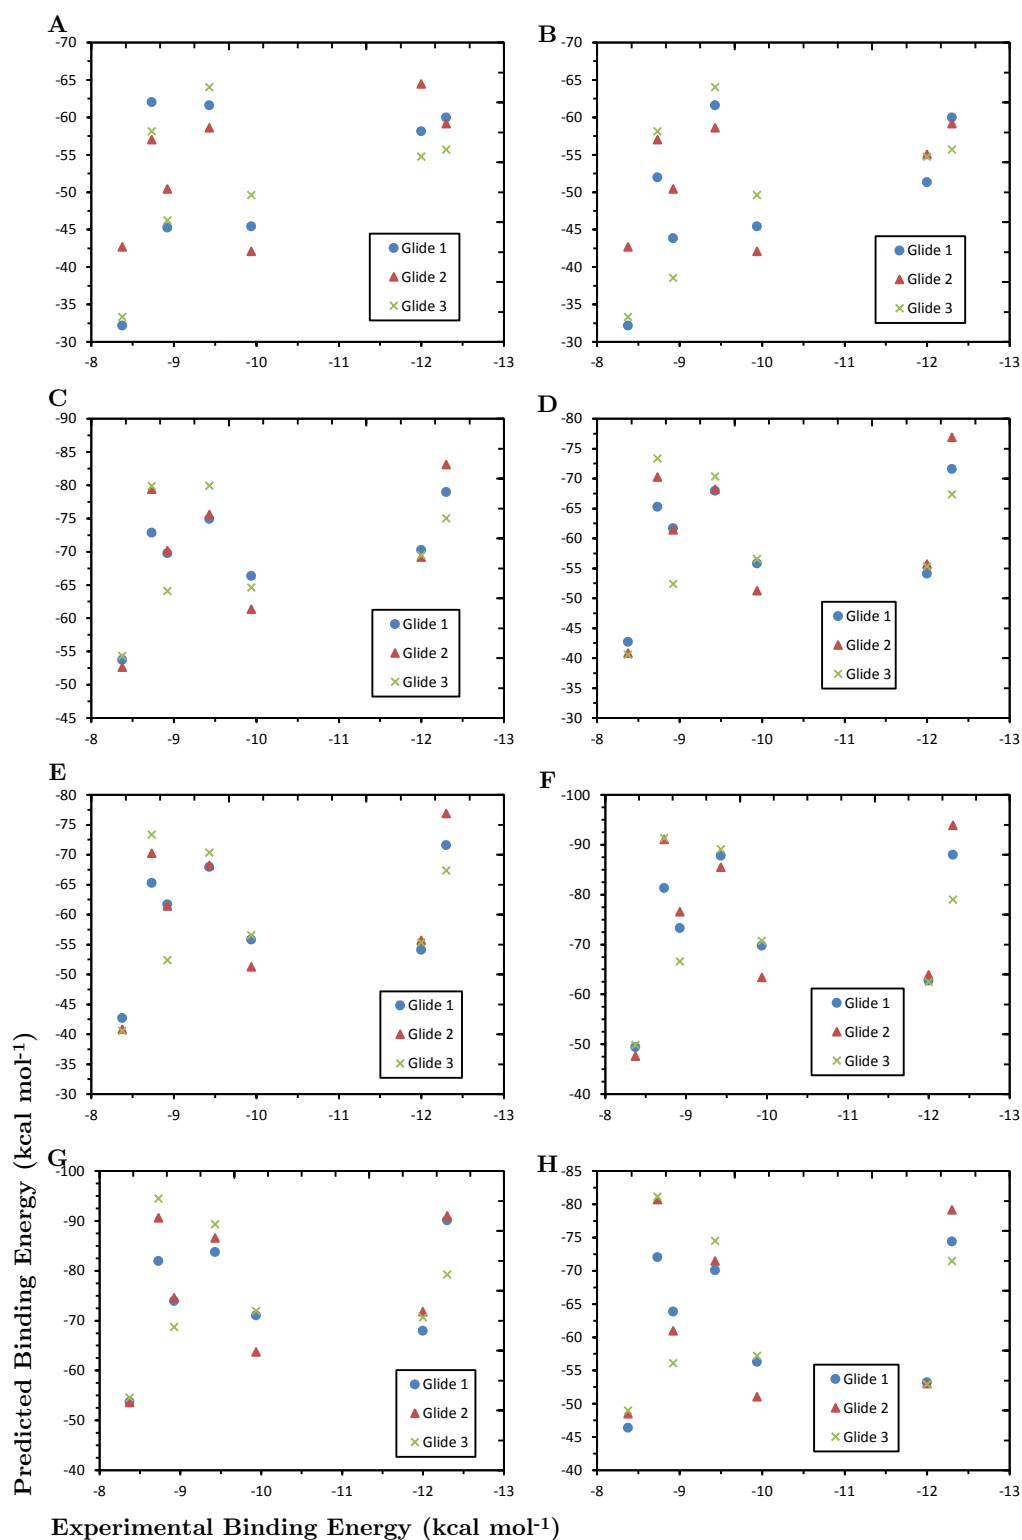 A
-70
-65
-60
-55
-50
-45
-40
-35
-30
-8 -9 -10 -11 -12 -13
Glide 1
Glide 2
Glide 3
B
-70
-65
-60
-55
-50
-45
-40
-35
-30
-8 -9 -10 -11 -12 -13
Glide 1
Glide 2
Glide 3
C
-90
-85
-80
-75
-70
-65
-60
-55
-50
-45
-8 -9 -10 -11 -12 -13
Glide 1
Glide 2
Glide 3
D
-80
-75
-70
-65
-60
-55
-50
-45
-40
-35
-30
-8 -9 -10 -11 -12 -13
Glide 1
Glide 2
Glide 3
E
-80
-75
-70
-65
-60
-55
-50
-45
-40
-35
-30
-8 -9 -10 -11 -12 -13
Glide 1
Glide 2
Glide 3
F
-100
-90
-80
-70
-60
-50
-40
-8 -9 -10 -11 -12 -13
Glide 1
Glide 2
Glide 3
G
-100
-90
-80
-70
-60
-50
-40
-8 -9 -10 -11 -12 -13
Glide 1
Glide 2
Glide 3
H
-85
-80
-75
-70
-65
-60
-55
-50
-45
-40
-8 -9 -10 -11 -12 -13
Glide 1
Glide 2
Glide 3
Predicted Binding Energy (kcal mol-1)
Experimental Binding Energy (kcal mol-1)